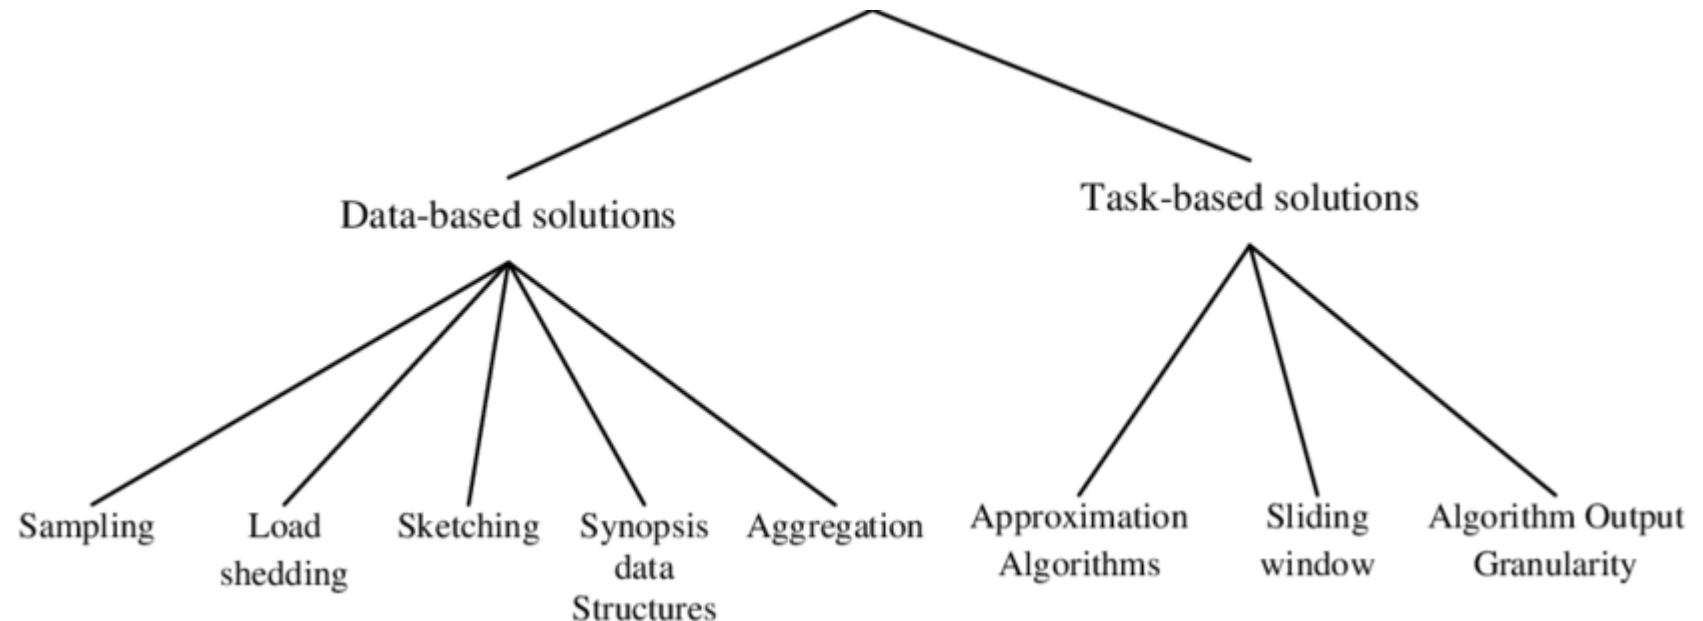 Data-based solutions
Task-based solutions
Sampling
Load
shedding
Sketching
Synopsis
data
Structures
Aggregation
Approximation
Algorithms
Sliding
window
Algorithm Output
Granularity